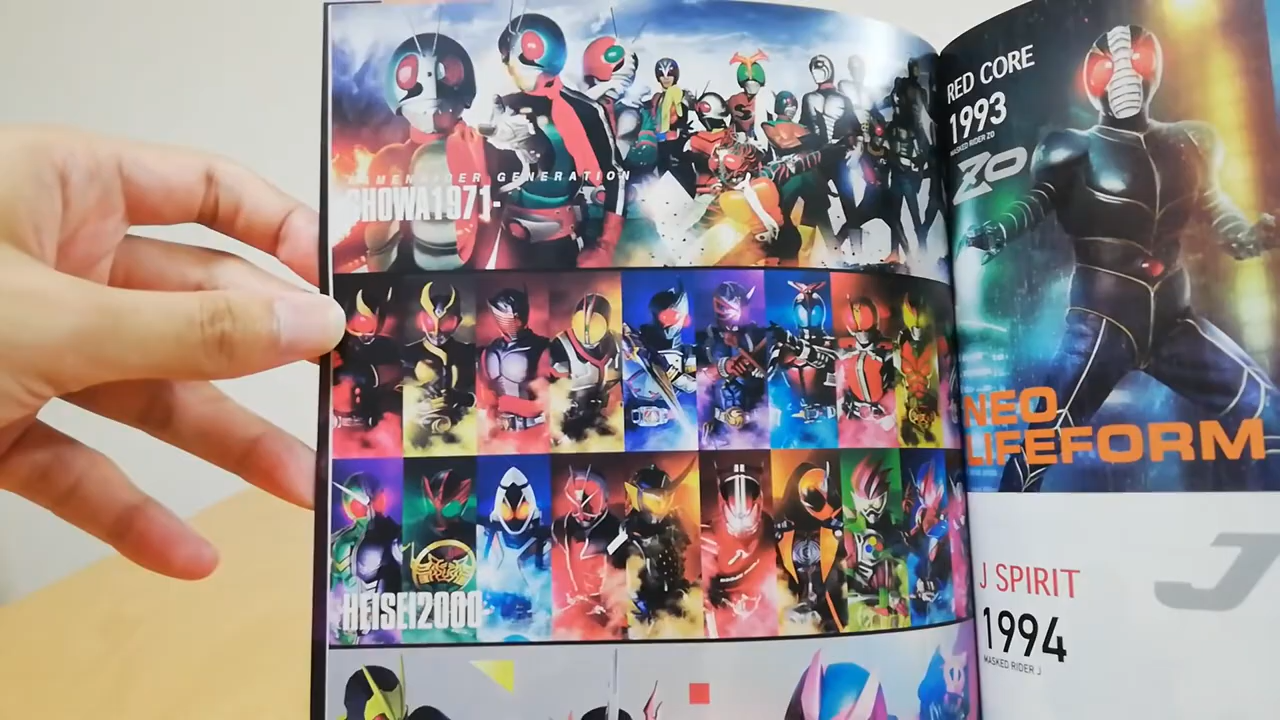 KAMEN RIDER GENERATION
SHOWA1971-
HEISEI2000-
RED CORE
1993
MASKED RIDER ZO
ZO
NEO
LIFEFORM
J
J SPIRIT
1994
MASKED RIDER J